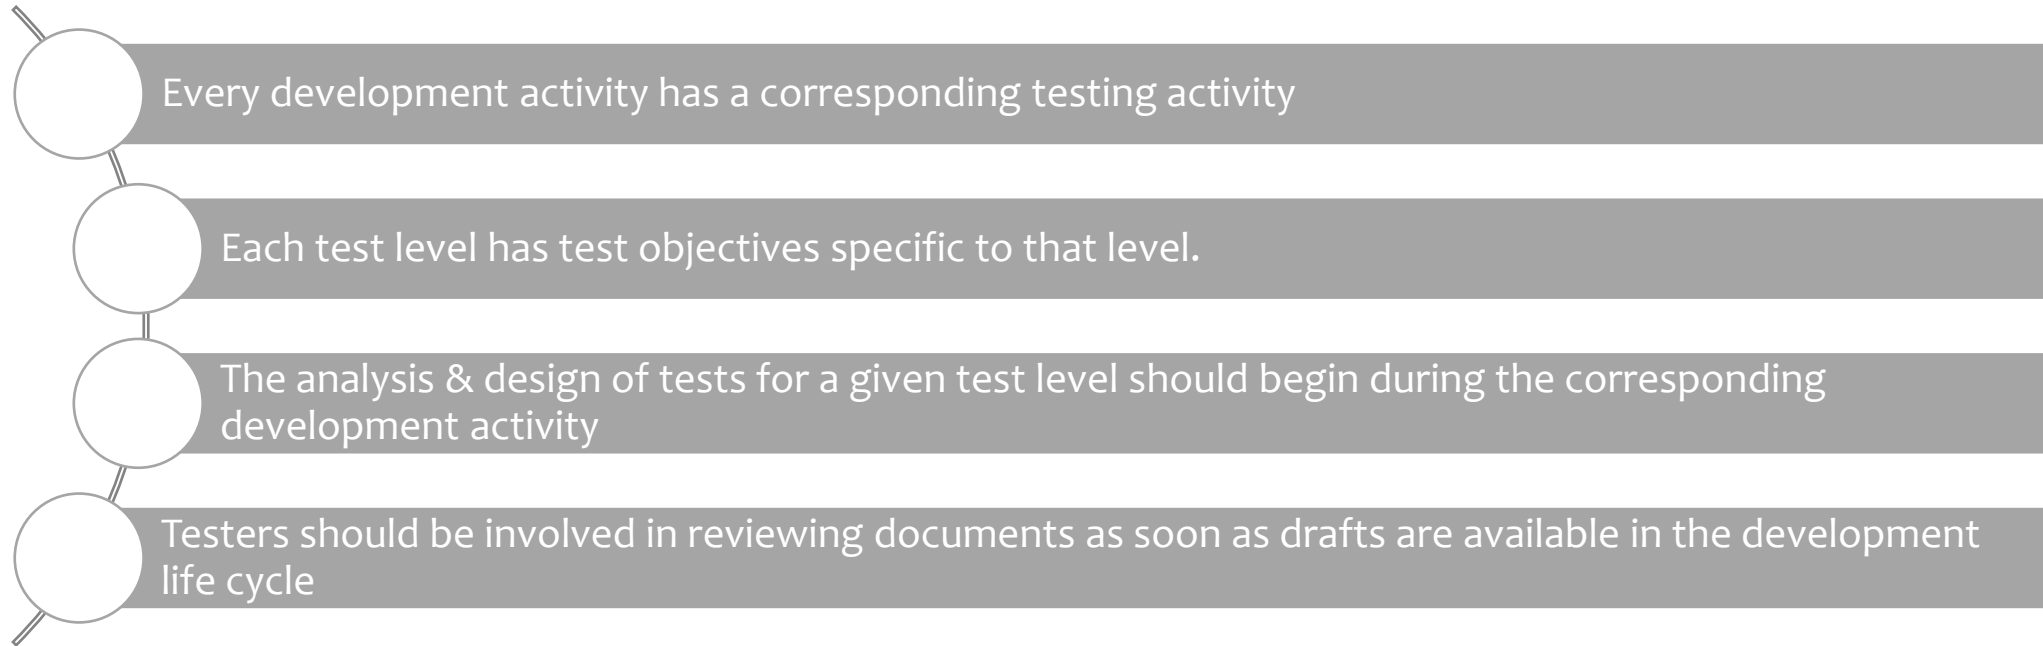 Every development activity has a corresponding testing activity
Each test level has test objectives specific to that level.
The analysis & design of tests for a given test level should begin during the corresponding
development activity
Testers should be involved in reviewing documents as soon as drafts are available in the development
life cycle